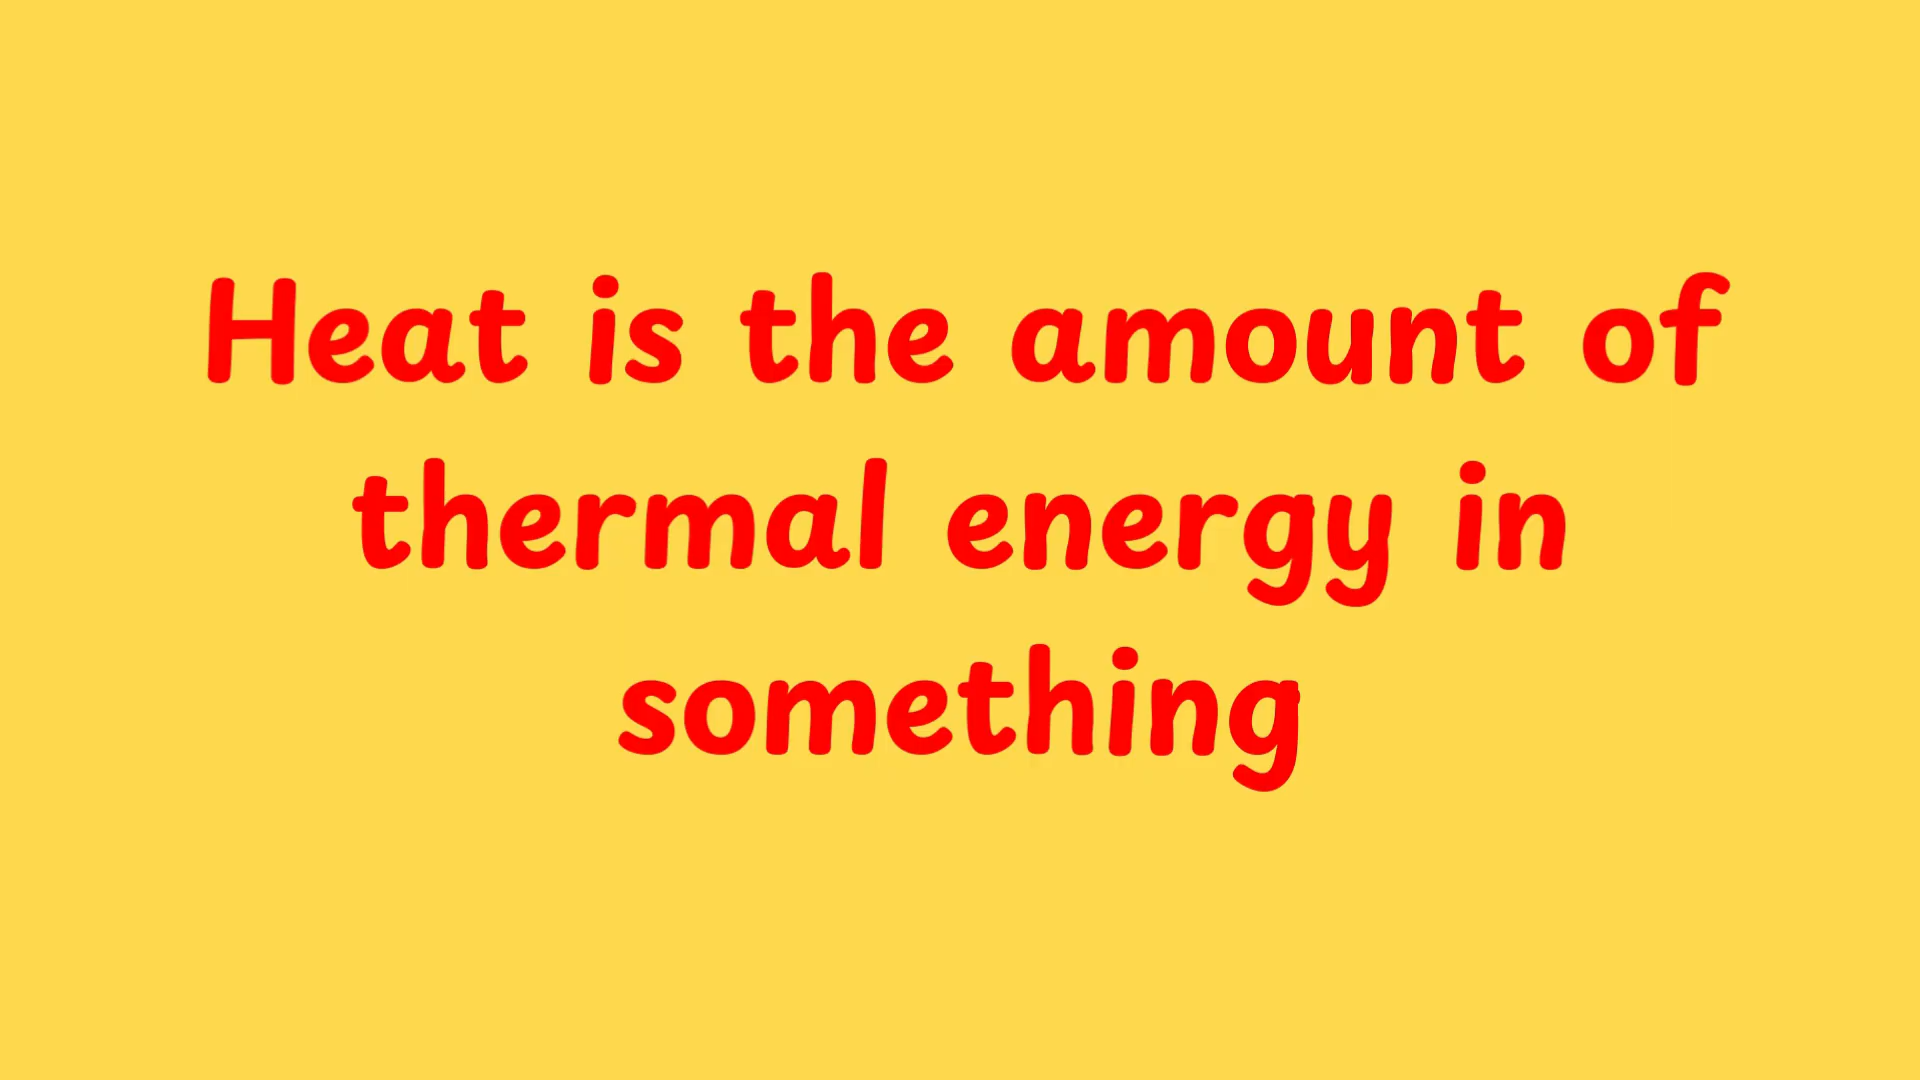 Heat is the amount of
thermal energy in
something